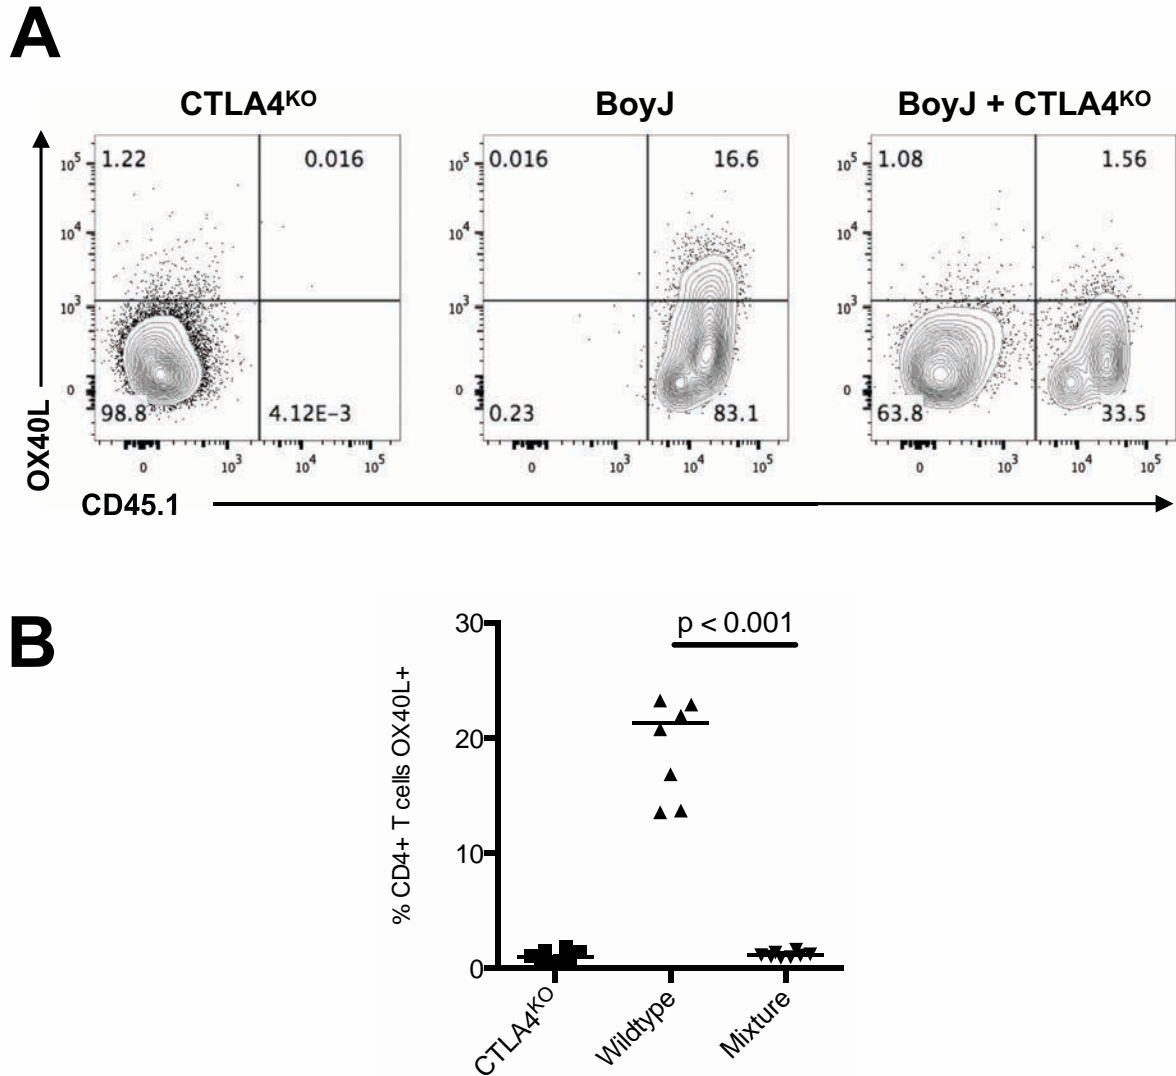 A
CTLA4KO BoyJ BoyJ + CTLA4KO
OX40L
105 1.22 0.016
104
103
0
98.8 4.12E-3
0 103 104 105
105 0.016 16.6
104
103
0
0.23 83.1
0 103 104 105
105 1.08 1.56
104
103
0
63.8 33.5
0 103 104 105
CD45.1
B
% CD4+ T cells OX40L+
30
20
10
0
p < 0.001
CTLA4KO
Wildtype
Mixture